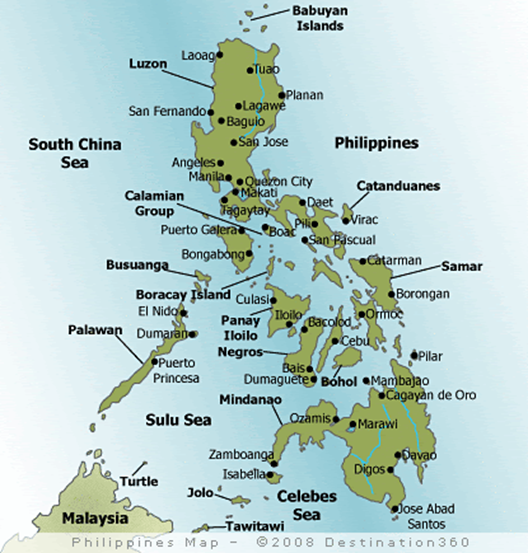 Babuyan
Islands
Laoag
Luzon
Tuao
Planan
Lagawe
San Fernando
Baguio
South China
Sea
San Jose
Philippines
Angeles
Manila
Quezon City
Catanduanes
Makati
Calamian
Group
Tagaytay
Daet
Virac
Puerto Galera
Boac
Pili
San Pascual
Bongabong
Catarman
Busuanga
Samar
Boracay Island
Culasi
Borongan
El Nido
Iloilo
Ormoc
Panay
Iloilo
Bacolod
Palawan
Dumaran
Cebu
Negros
Pilar
Puerto
Princesa
Bais
Dumaguete
Bohol
Mambajao
Cagayan de Oro
Mindanao
Sulu Sea
Ozamis
Marawi
Zamboanga
Davao
Isabella
Digos
Turtle
Jolo
Celebes
Sea
Jose Abad
Santos
Malaysia
Tawitawi
Philippines Map - ©2008 Destination360